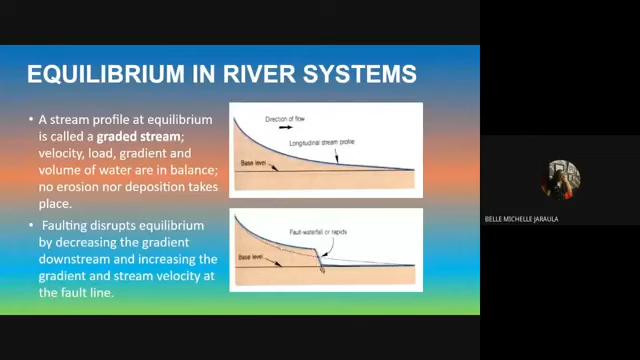 EQUILIBRIUM IN RIVER SYSTEMS
• A stream profile at equilibrium
is called a graded stream;
velocity, load, gradient and
volume of water are in balance;
no erosion nor deposition takes
place.
• Faulting disrupts equilibrium
by decreasing the gradient
downstream and increasing the
gradient and stream velocity at
the fault line.
Direction of flow
Longitudinal stream profile
Base level
Fault-waterfall or rapids
Base level
BELLE MICHELLE JARAULA